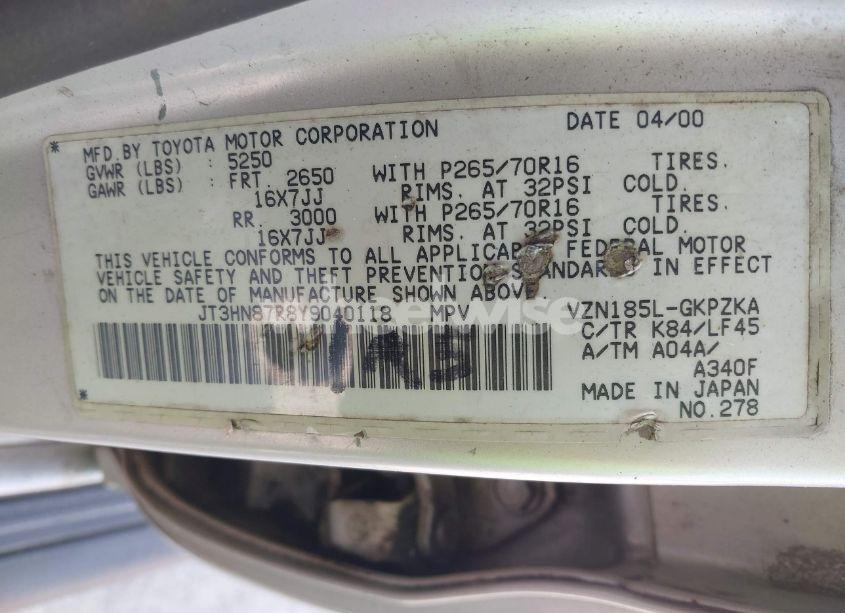 * MFD.BY TOYOTA MOTOR CORPORATION DATE 04/00
GVWR (LBS) : 5250
GAWR (LBS) : FRT 2650 WITH P265/70R16 TIRES.
16X7JJ RIMS. AT 32PSI COLD.
RR. 3000 WITH P265/70R16 TIRES.
16X7JJ RIMS. AT 32PSI COLD.
THIS VEHICLE CONFORMS TO ALL APPLICABLE FEDERAL MOTOR
VEHICLE SAFETY AND THEFT PREVENTION STANDARDS IN EFFECT
ON THE DATE OF MANUFACTURE SHOWN ABOVE.
JT3HN87R8Y9040118 MPV VZN185L-GKPZKA
C/TR K84/LF45
A/TM A04A/
A340F
* MADE IN JAPAN
NO.278